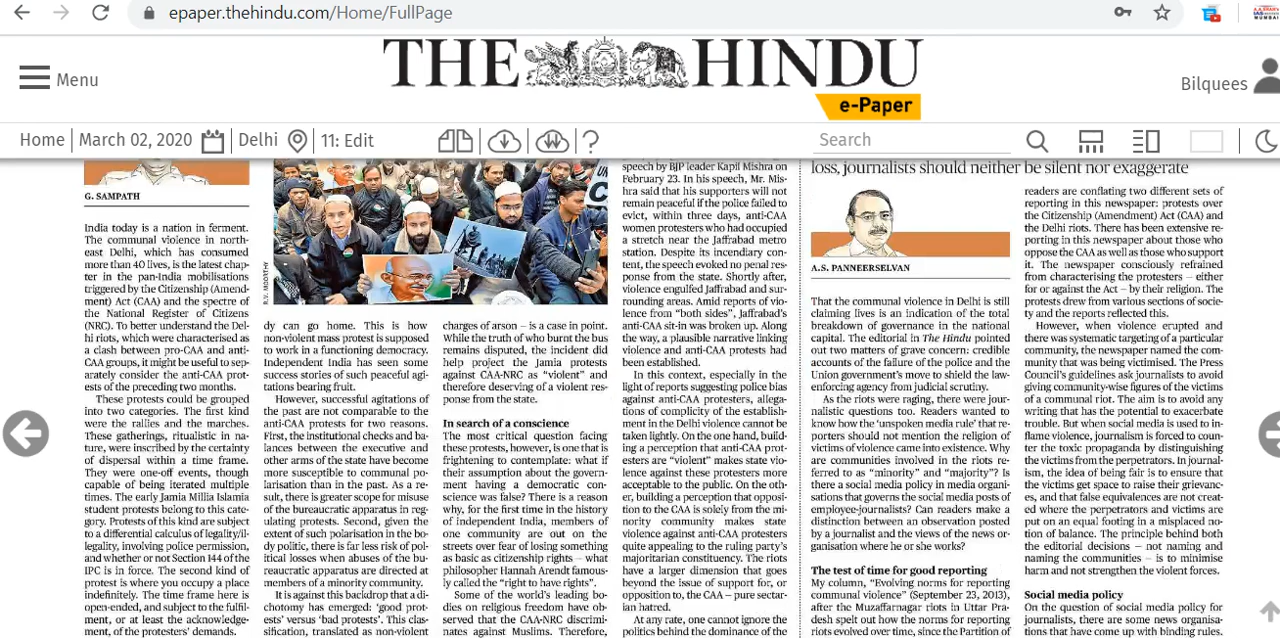 epaper.thehindu.com/Home/FullPage
Menu
THE HINDU
e-Paper
Bilquees
Home
March 02, 2020
Delhi
11: Edit
Search
G. SAMPATH
India today is a nation in ferment.
The communal violence in north-
east Delhi, which has consumed
more than 40 lives, is the latest chap-
ter in the pan-India mobilisations
triggered by the Citizenship (Amend-
ment) Act (CAA) and the spectre of
the National Register of Citizens
(NRC). To better understand the Del-
hi riots, which were characterised as
a clash between pro-CAA and anti-
CAA groups, it might be useful to sep-
arately consider the anti-CAA prot-
ests of the preceding two months.
These protests could be grouped
into two categories. The first kind
were the rallies and the marches.
These gatherings, ritualistic in na-
ture, were inscribed by the certainty
of dispersal within a time frame.
They were one-off events, though
capable of being iterated multiple
times. The early Jamia Millia Islamia
student protests belong to this cate-
gory. Protests of this kind are subject
to a differential calculus of legality/il-
legality, involving police permission,
and whether or not Section 144 of the
IPC is in force. The second kind of
protest is where you occupy a place
indefinitely. The time frame here is
open-ended, and subject to the fulfil-
ment, or at least the acknowledge-
ment, of the protesters' demands.
R.V. MOORTHY
dy can go home. This is how
non-violent mass protest is supposed
to work in a functioning democracy.
Independent India has seen some
success stories of such peaceful agi-
tations bearing fruit.
However, successful agitations of
the past are not comparable to the
anti-CAA protests for two reasons.
First, the institutional checks and ba-
lances between the executive and
other arms of the state have become
more susceptible to communal po-
larisation than in the past. As a re-
sult, there is greater scope for misuse
of the bureaucratic apparatus in reg-
ulating protests. Second, given the
extent of such polarisation in the bo-
dy politic, there is far less risk of pol-
itical losses when abuses of the bu-
reaucratic apparatus are directed at
members of a minority community.
It is against this backdrop that a di-
chotomy has emerged: 'good prot-
ests' versus 'bad protests'. This clas-
sification, translated as non-violent
charges of arson – is a case in point.
While the truth of who burnt the bus
remains disputed, the incident did
help project the Jamia protests
against CAA-NRC as "violent" and
therefore deserving of a violent res-
ponse from the state.
In search of a conscience
The most critical question facing
these protests, however, is one that is
frightening to contemplate: what if
their assumption about the govern-
ment having a democratic con-
science was false? There is a reason
why, for the first time in the history
of independent India, members of
one community are out on the
streets over fear of losing something
as basic as citizenship rights – what
philosopher Hannah Arendt famous-
ly called the "right to have rights".
Some of the world's leading bo-
dies on religious freedom have ob-
served that the CAA-NRC discrimi-
nates against Muslims. Therefore,
speech by BJP leader Kapil Mishra on
February 23. In his speech, Mr. Mis-
hra said that his supporters will not
remain peaceful if the police failed to
evict, within three days, anti-CAA
women protesters who had occupied
a stretch near the Jaffrabad metro
station. Despite its incendiary con-
tent, the speech evoked no penal res-
ponse from the state. Shortly after,
violence engulfed Jaffrabad and sur-
rounding areas. Amid reports of vio-
lence from "both sides", Jaffrabad's
anti-CAA sit-in was broken up. Along
the way, a plausible narrative linking
violence and anti-CAA protests had
been established.
In this context, especially in the
light of reports suggesting police bias
against anti-CAA protesters, allega-
tions of complicity of the establish-
ment in the Delhi violence cannot be
taken lightly. On the one hand, build-
ing a perception that anti-CAA prot-
esters are "violent" makes state vio-
lence against these protesters more
acceptable to the public. On the oth-
er, building a perception that opposi-
tion to the CAA is solely from the mi-
nority community makes state
violence against anti-CAA protesters
quite appealing to the ruling party's
majoritarian constituency. The riots
have a larger dimension that goes
beyond the issue of support for, or
opposition to, the CAA – pure sectar-
ian hatred.
At any rate, one cannot ignore the
politics behind the dominance of the
loss, journalists should neither be silent nor exaggerate
A.S. PANNEERSELVAN
That the communal violence in Delhi is still
claiming lives is an indication of the total
breakdown of governance in the national
capital. The editorial in The Hindu pointed
out two matters of grave concern: credible
accounts of the failure of the police and the
Union government's move to shield the law-
enforcing agency from judicial scrutiny.
As the riots were raging, there were jour-
nalistic questions too. Readers wanted to
know how the 'unspoken media rule' that re-
porters should not mention the religion of
victims of violence came into existence. Why
are communities involved in the riots re-
ferred to as "minority" and "majority"? Is
there a social media policy in media organi-
sations that governs the social media posts of
employee-journalists? Can readers make a
distinction between an observation posted
by a journalist and the views of the news or-
ganisation where he or she works?
The test of time for good reporting
My column, "Evolving norms for reporting
communal violence" (September 23, 2013),
after the Muzaffarnagar riots in Uttar Pra-
desh spelt out how the norms for reporting
riots evolved over time, since the Partition of
readers are conflating two different sets of
reporting in this newspaper: protests over
the Citizenship (Amendment) Act (CAA) and
the Delhi riots. There has been extensive re-
porting in this newspaper about those who
oppose the CAA as well as those who support
it. The newspaper consciously refrained
from characterising the protesters – either
for or against the Act – by their religion. The
protests drew from various sections of socie-
ty and the reports reflected this.
However, when violence erupted and
there was systematic targeting of a particular
community, the newspaper named the com-
munity that was being victimised. The Press
Council's guidelines ask journalists to avoid
giving community-wise figures of the victims
of a communal riot. The aim is to avoid any
writing that has the potential to exacerbate
trouble. But when social media is used to in-
flame violence, journalism is forced to coun-
ter the toxic propaganda by distinguishing
the victims from the perpetrators. In journal-
ism, the idea of being fair is to ensure that
the victims get space to raise their grievanc-
es, and that false equivalences are not creat-
ed where the perpetrators and victims are
put on an equal footing in a misplaced no-
tion of balance. The principle behind both
the editorial decisions – not naming and
naming the communities – is to minimise
harm and not strengthen the violent forces.
Social media policy
On the question of social media policy for
journalists, there are some news organisa-
tions that have come up with binding rules.